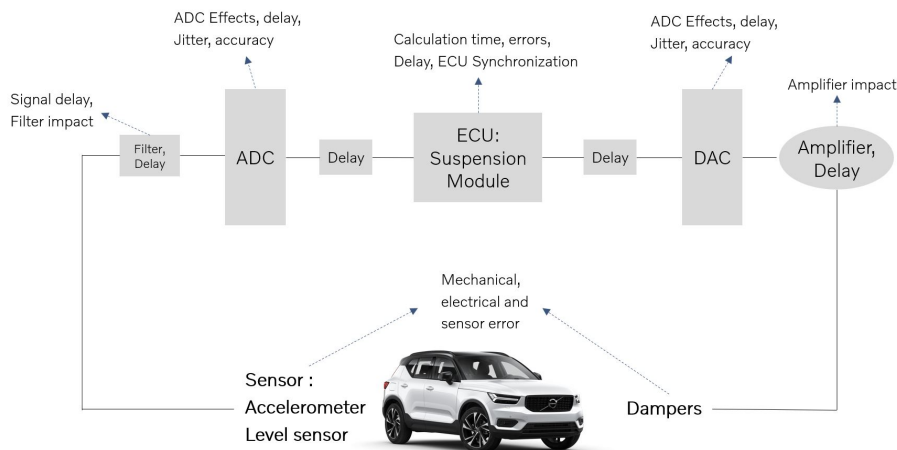 ADC Effects, delay,
Jitter, accuracy
Calculation time, errors,
Delay, ECU Synchronization
ADC Effects, delay,
Jitter, accuracy
Amplifier impact
Signal delay,
Filter impact
Filter,
Delay
ADC
Delay
ECU:
Suspension
Module
Delay
DAC
Amplifier,
Delay
Mechanical,
electrical and
sensor error
Sensor :
Accelerometer
Level sensor
Dampers